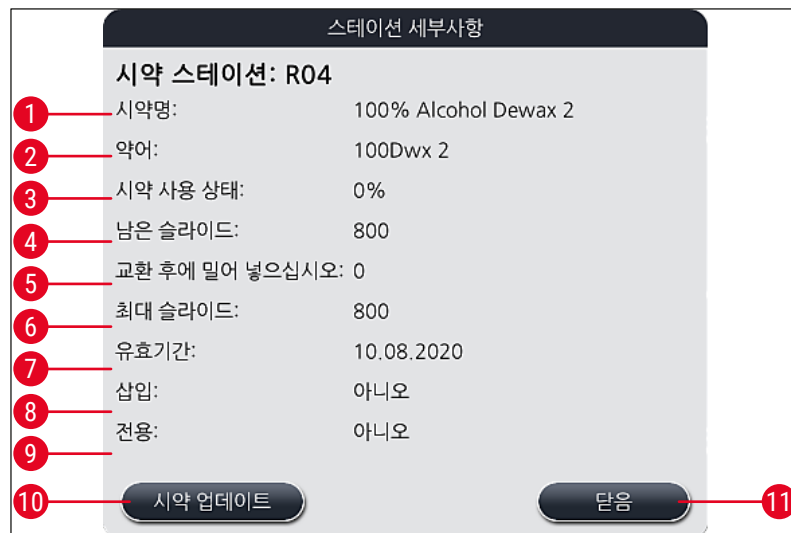 스테이션 세부사항
시약 스테이션: R04
1 시약명: 100% Alcohol Dewax 2
2 약어: 100Dwx 2
3 시약 사용 상태: 0%
4 남은 슬라이드: 800
5 교환 후에 밀어 넣으십시오: 0
6 최대 슬라이드: 800
7 유효기간: 10.08.2020
8 삽입: 아니오
9 전용: 아니오
10 시약 업데이트 닫음 11